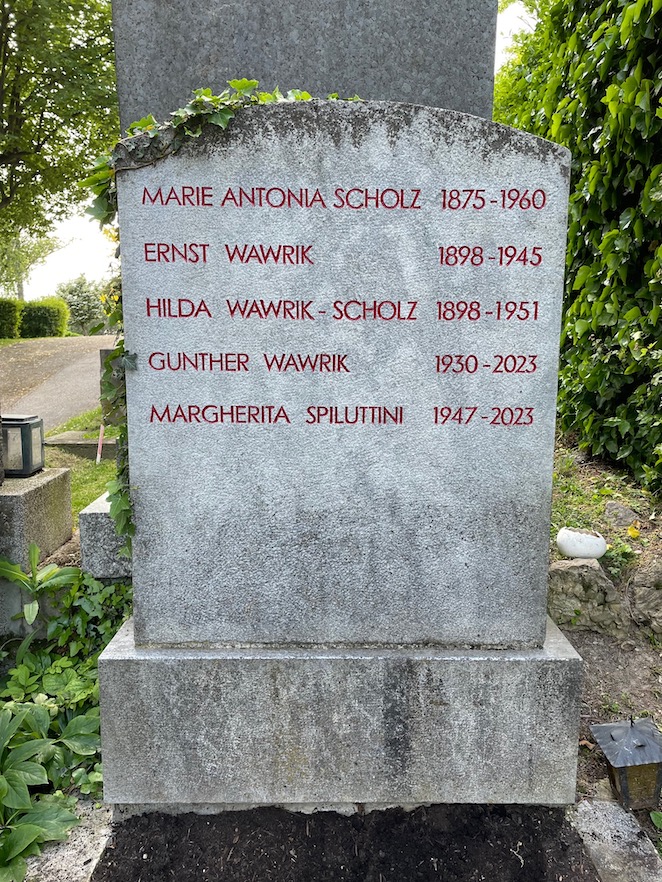 MARIE ANTONIA SCHOLZ 1875-1960
ERNST WAWRIK 1898-1945
HILDA WAWRIK-SCHOLZ 1898-1951
GUNTHER WAWRIK 1930-2023
MARGHERITA SPILUTTINI 1947-2023